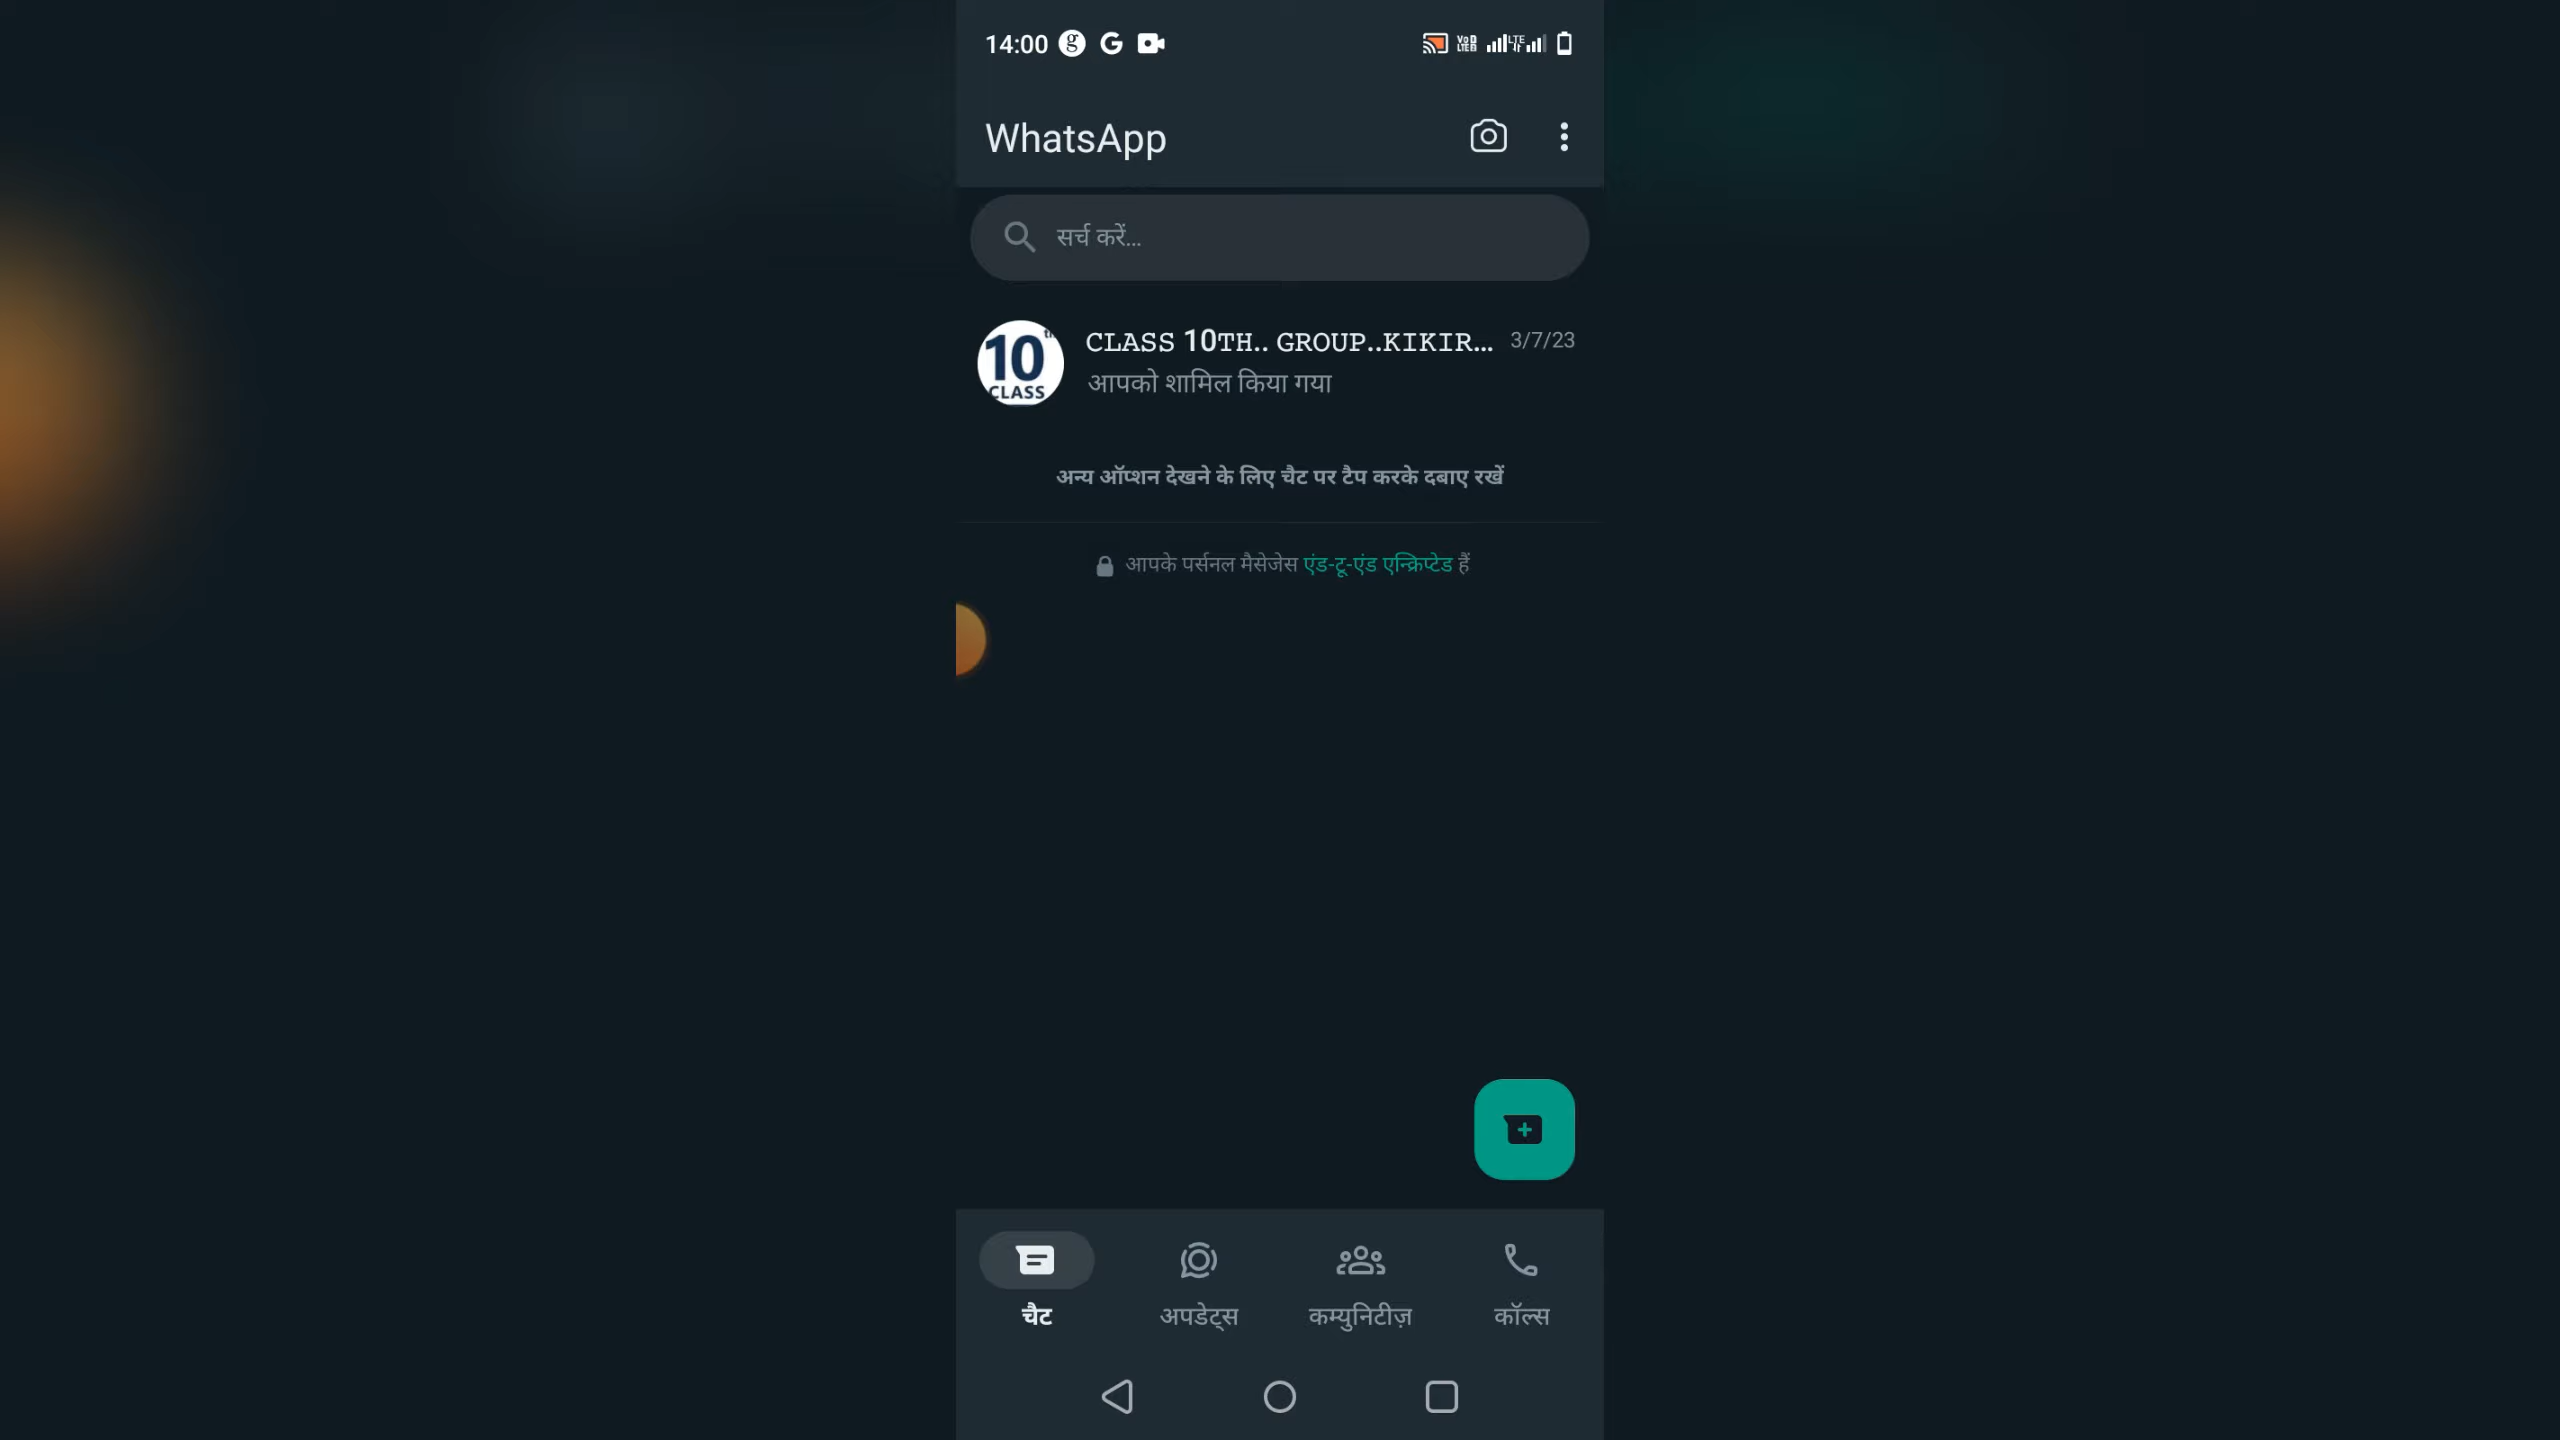 14:00
WhatsApp
सर्च करें...
10th
CLASS
CLASS 10TH.. GROUP..KIKIR... 3/7/23
आपको शामिल किया गया
अन्य ऑप्शन देखने के लिए चैट पर टैप करके दबाए रखें
आपके पर्सनल मैसेजेस एंड-टू-एंड एन्क्रिप्टेड हैं
चैट अपडेट्स कम्युनिटीज़ कॉल्स